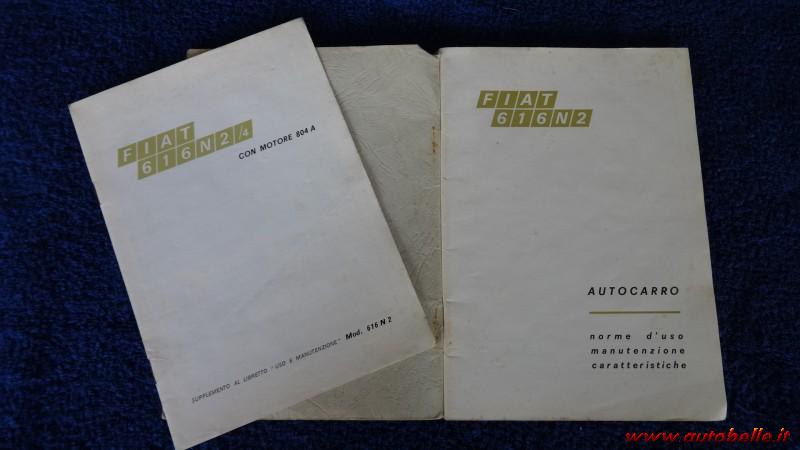 FIAT
616N2/4
CON MOTORE 804 A
SUPPLEMENTO AL LIBRETTO "USO E MANUTENZIONE" Mod. 616 N 2
FIAT
616N2
AUTOCARRO
norme d'uso
manutenzione
caratteristiche
www.autobelle.it